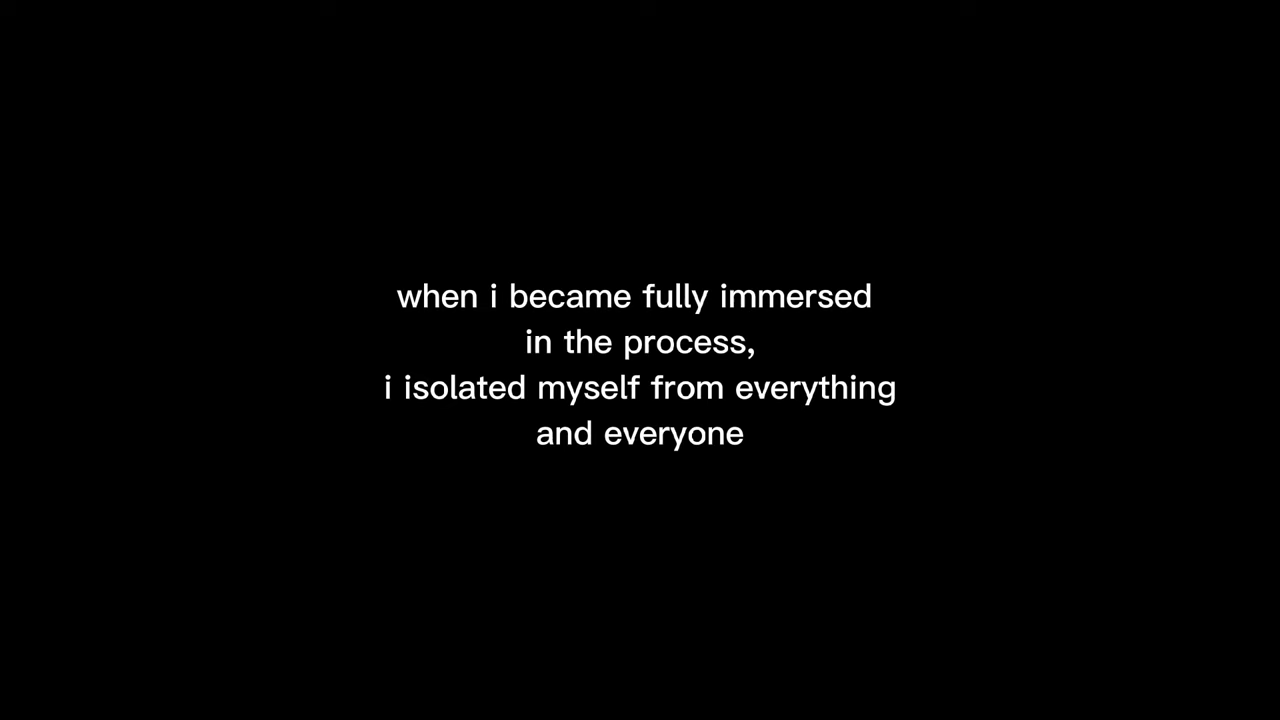 when i became fully immersed
in the process,
i isolated myself from everything
and everyone